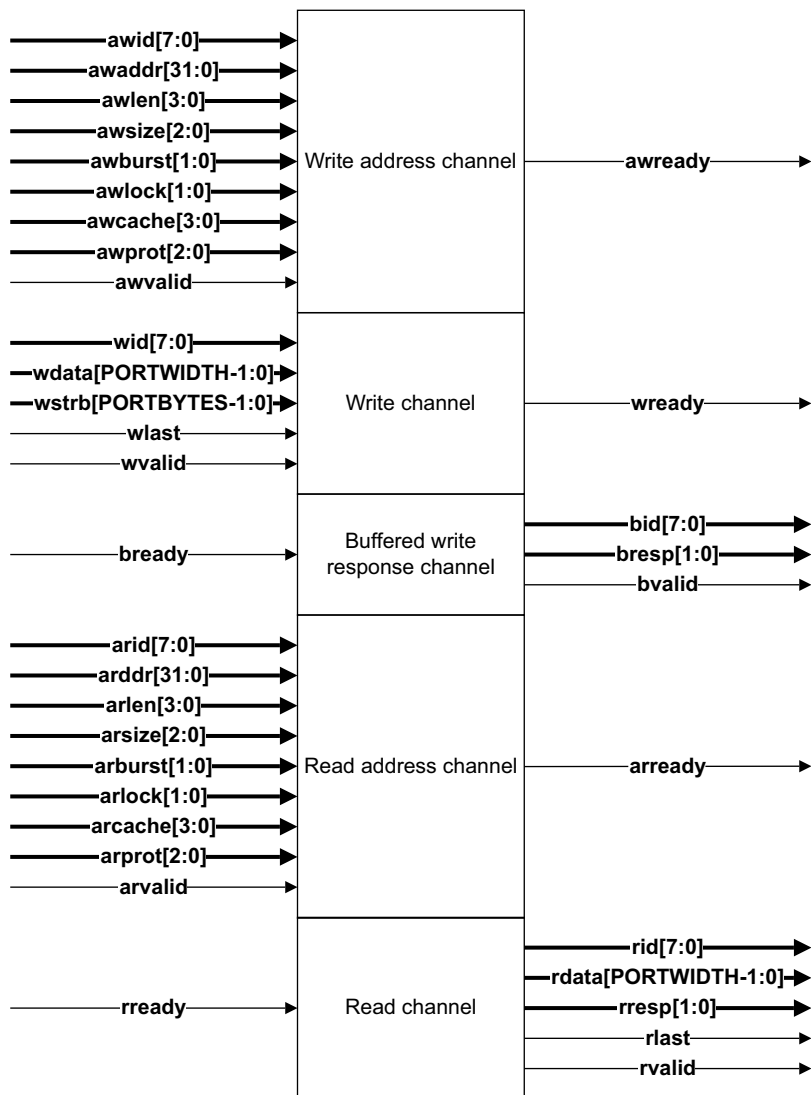 awid[7:0]
awaddr[31:0]
awlen[3:0]
awsize[2:0]
awburst[1:0]
awlock[1:0]
awcache[3:0]
awprot[2:0]
awvalid
Write address channel
awready
wid[7:0]
wdata[PORTWIDTH-1:0]
wstrb[PORTBYTES-1:0]
wlast
wvalid
Write channel
wready
bready
Buffered write
response channel
bid[7:0]
bresp[1:0]
bvalid
arid[7:0]
arddr[31:0]
arlen[3:0]
arsize[2:0]
arburst[1:0]
arlock[1:0]
arcache[3:0]
arprot[2:0]
arvalid
Read address channel
arready
rready
Read channel
rid[7:0]
rdata[PORTWIDTH-1:0]
rresp[1:0]
rlast
rvalid